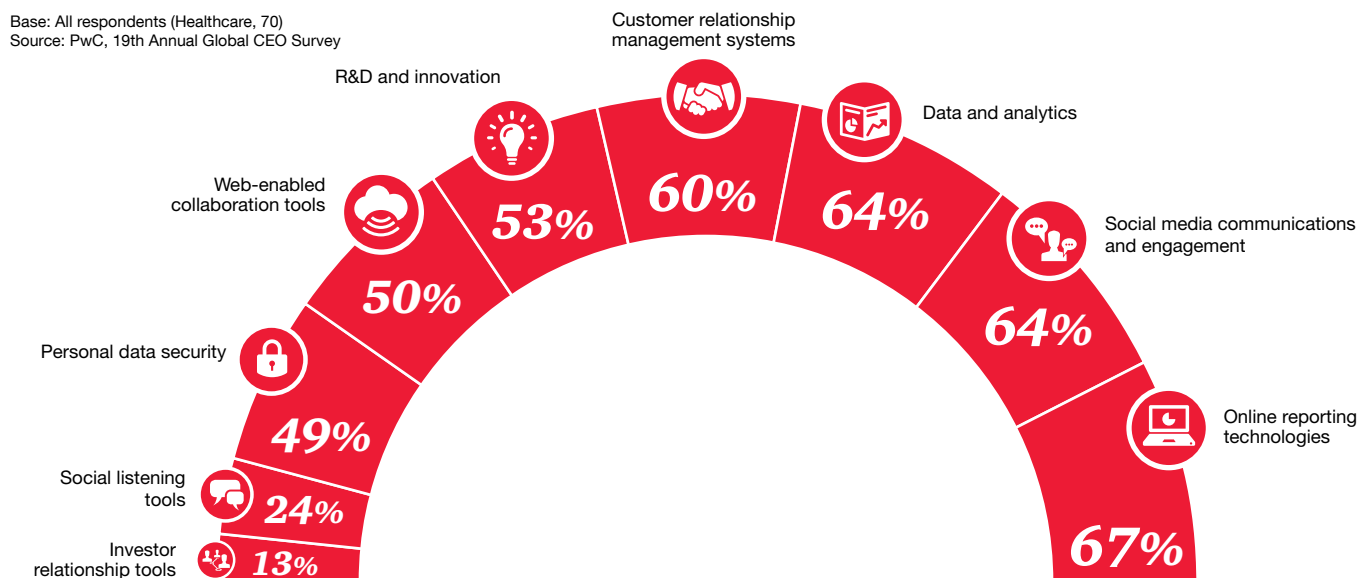 Base: All respondents (Healthcare, 70)
Source: PwC, 19th Annual Global CEO Survey
Investor
relationship tools
13%
Social listening
tools
24%
Personal data security
49%
Web-enabled
collaboration tools
50%
R&D and innovation
53%
Customer relationship
management systems
60%
Data and analytics
64%
Social media communications
and engagement
64%
Online reporting
technologies
67%